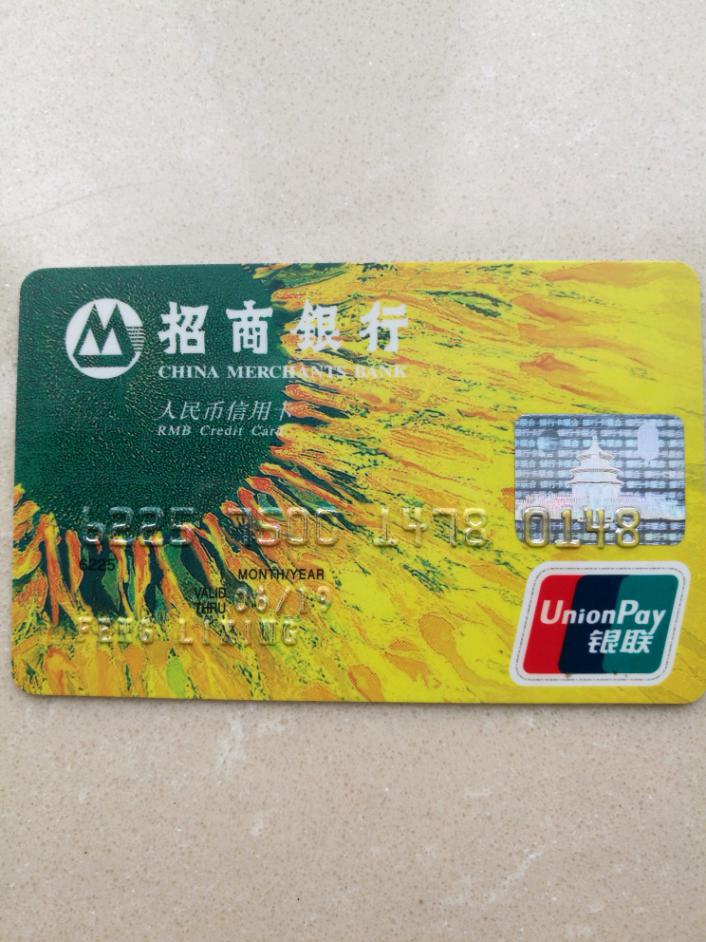 招商银行
CHINA MERCHANTS BANK
人民币信用卡
RMB Credit Card
6225 7500 1478 0148
6225
MONTH/YEAR
VALID THRU 06/19
FENG
UnionPay
银联